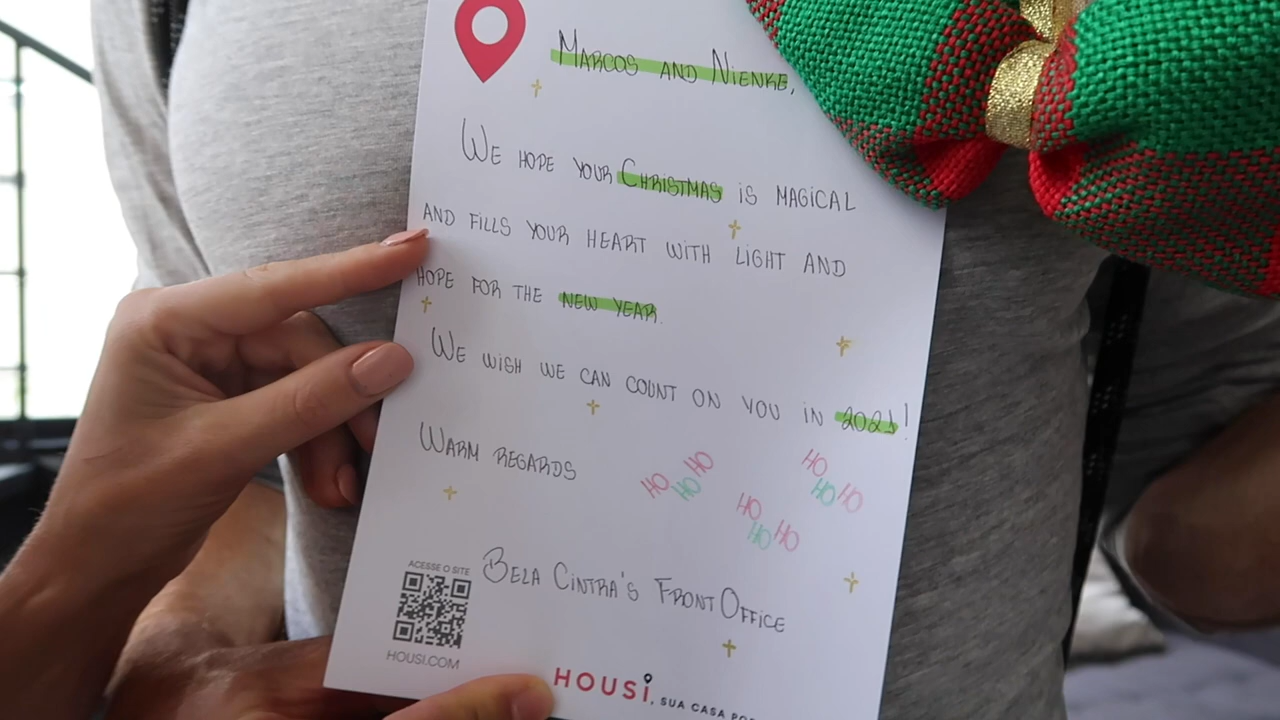 MARCOS AND NIENKE,
WE HOPE YOUR CHRISTMAS IS MAGICAL
AND FILLS YOUR HEART WITH LIGHT AND
HOPE FOR THE NEW YEAR.
WE WISH WE CAN COUNT ON YOU IN 2021!
WARM REGARDS
HO HO HO
HO HO HO
HO HO HO
ACESSE O SITE
BELA CINTRA'S FRONT OFFICE
HOUSI.COM
HOUSi, SUA CASA